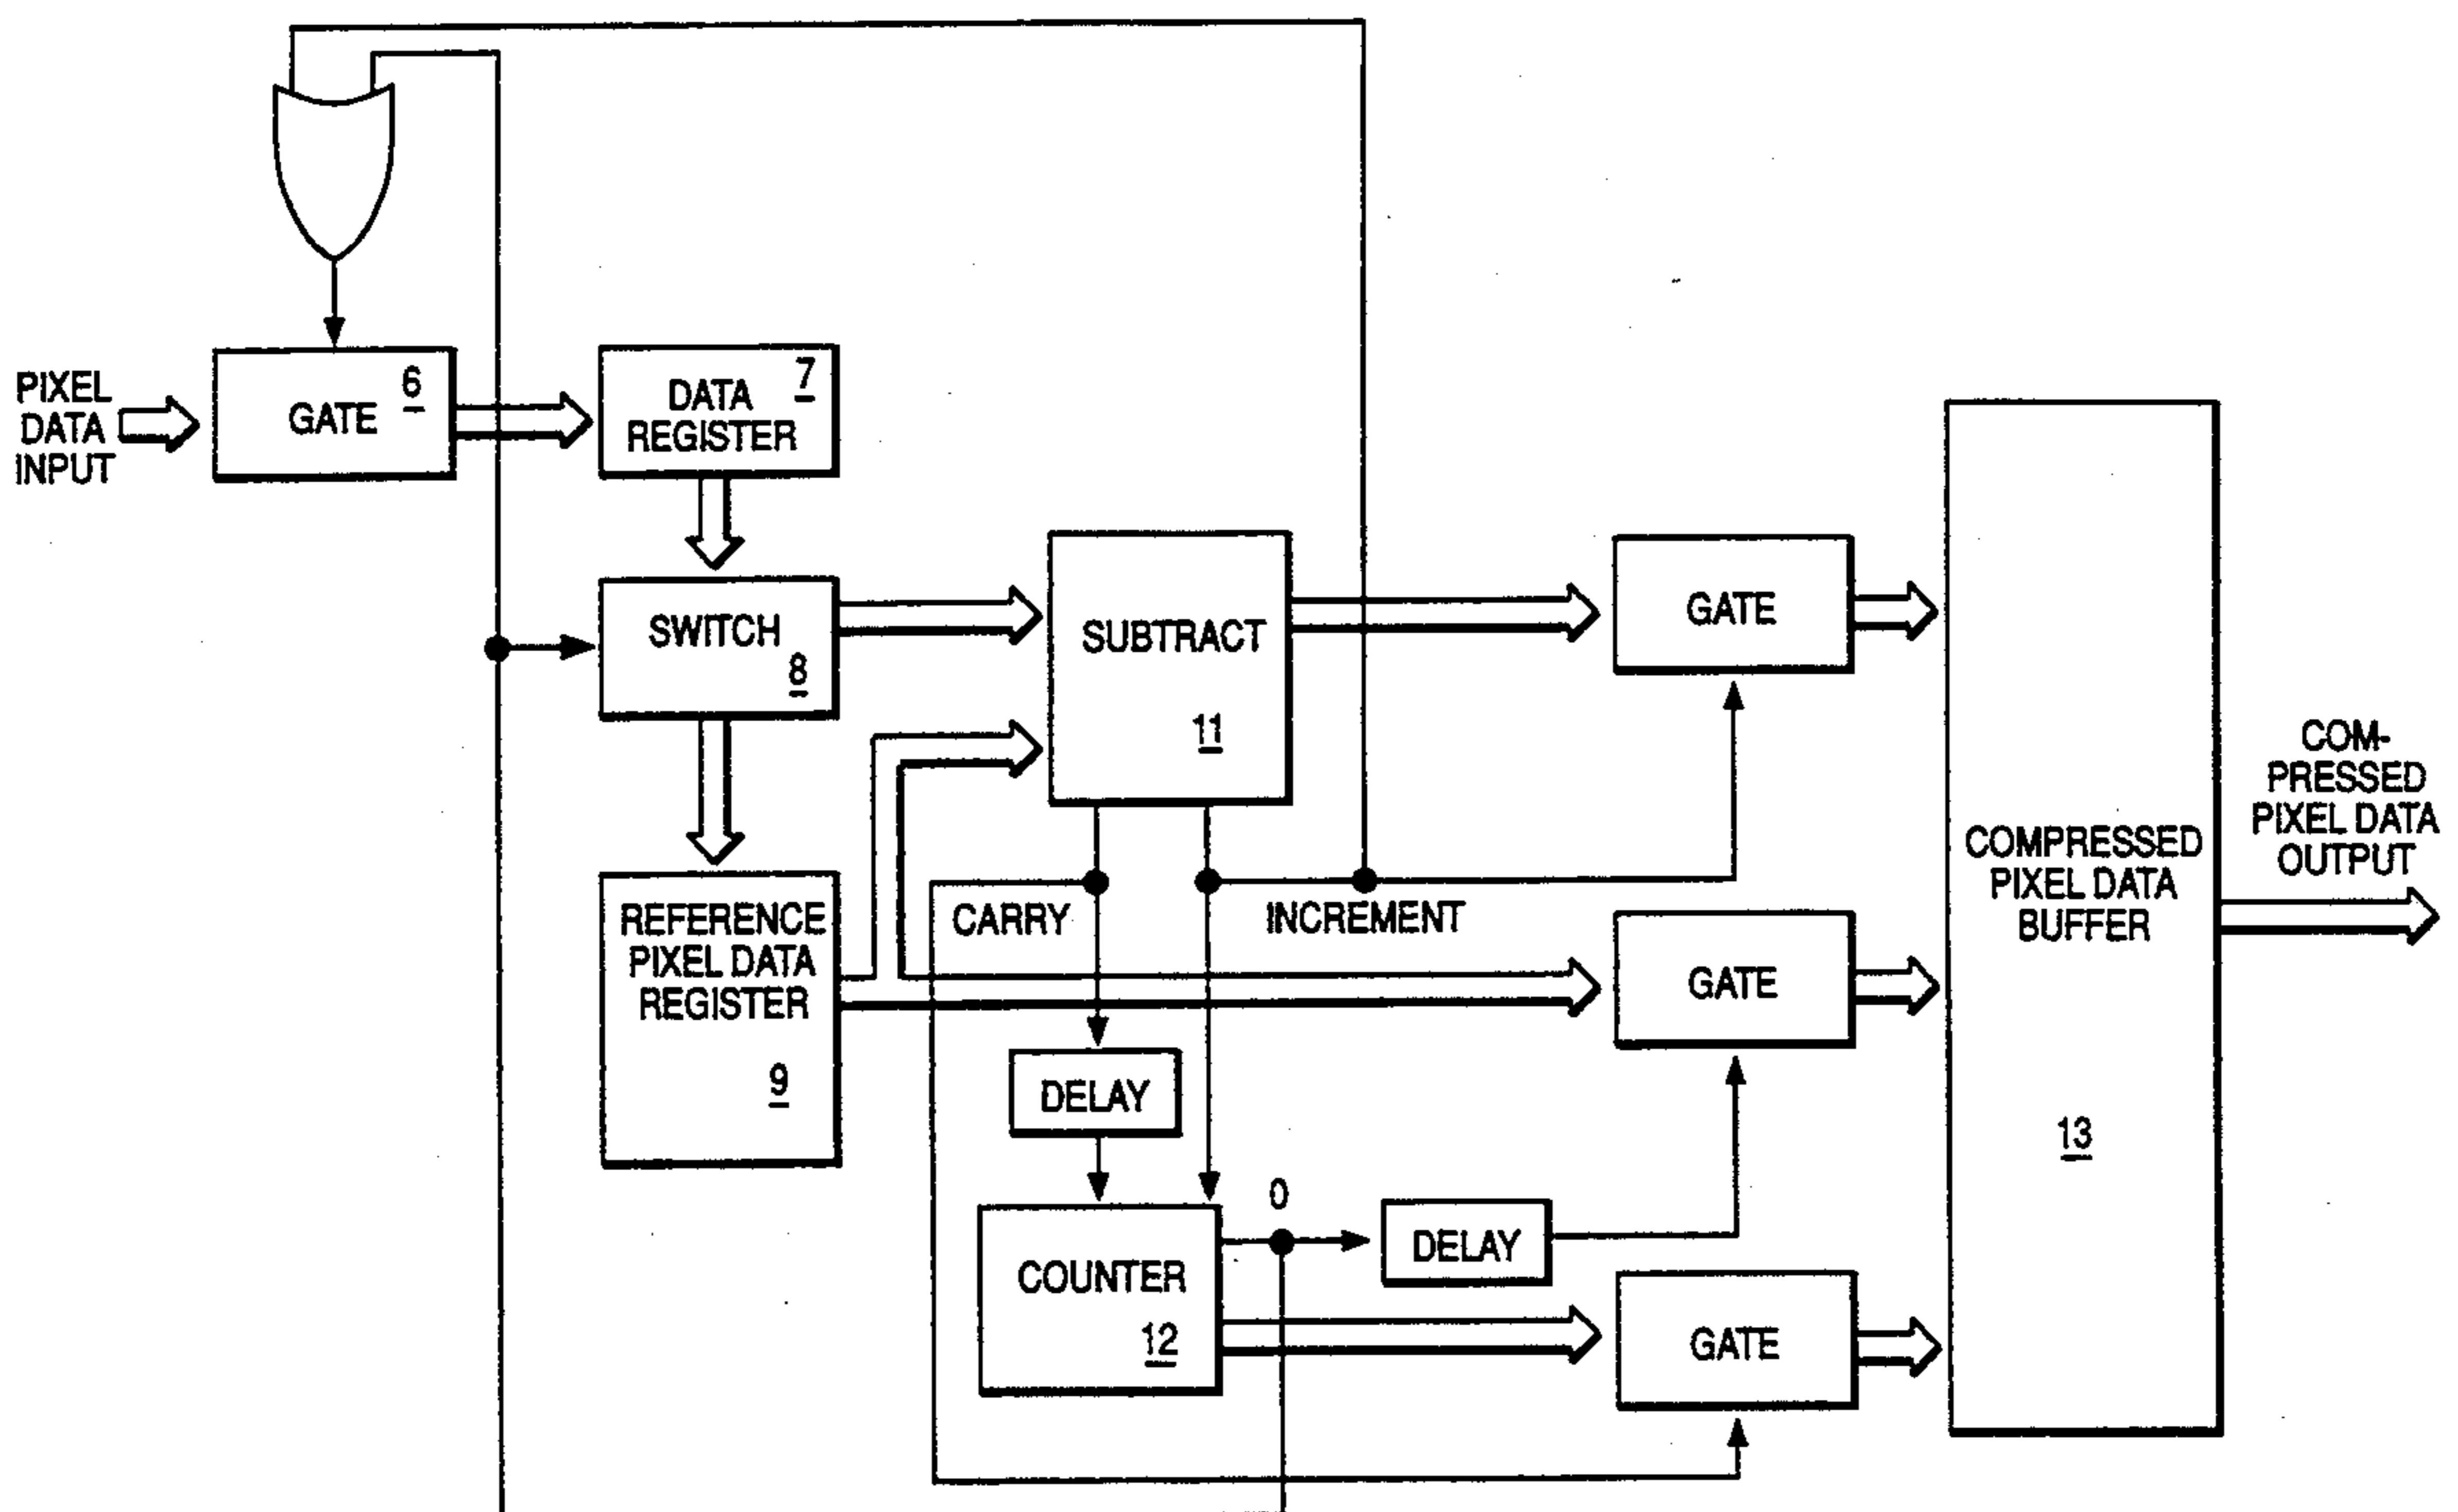 PIXEL
DATA
INPUT
GATE
6
DATA
REGISTER
7
SWITCH
8
SUBTRACT
11
GATE
REFERENCE
PIXEL DATA
REGISTER
9
CARRY
INCREMENT
GATE
DELAY
COUNTER
12
0
DELAY
GATE
COMPRESSED
PIXEL DATA
BUFFER
13
COM-
PRESSED
PIXEL DATA
OUTPUT